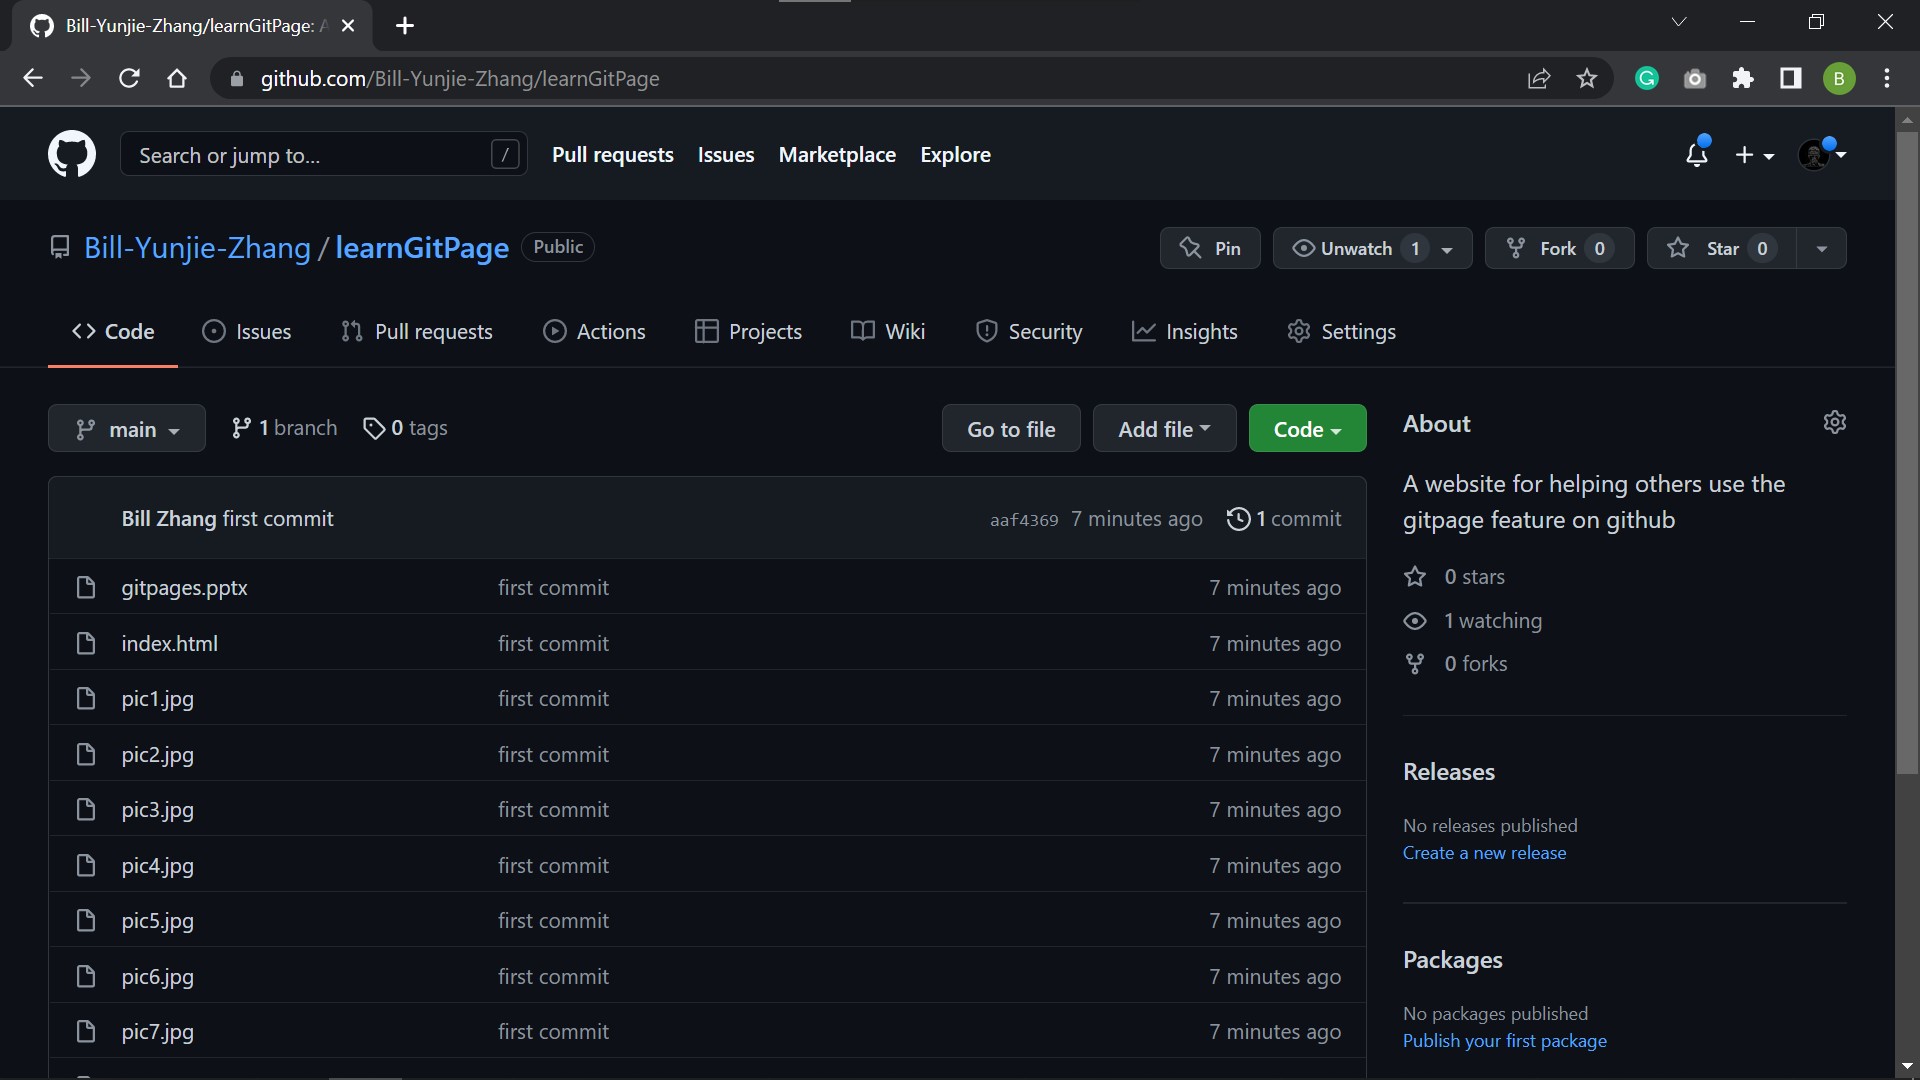 Bill-Yunjie-Zhang/learnGitPage: A
github.com/Bill-Yunjie-Zhang/learnGitPage
B
Search or jump to...
/
Pull requests
Issues
Marketplace
Explore
Bill-Yunjie-Zhang / learnGitPage
Public
Pin
Unwatch 1
Fork 0
Star 0
Code
Issues
Pull requests
Actions
Projects
Wiki
Security
Insights
Settings
main
1 branch
0 tags
Go to file
Add file
Code
Bill Zhang first commit
aaf4369 7 minutes ago
1 commit
gitpages.pptx first commit 7 minutes ago
index.html first commit 7 minutes ago
pic1.jpg first commit 7 minutes ago
pic2.jpg first commit 7 minutes ago
pic3.jpg first commit 7 minutes ago
pic4.jpg first commit 7 minutes ago
pic5.jpg first commit 7 minutes ago
pic6.jpg first commit 7 minutes ago
pic7.jpg first commit 7 minutes ago
About
A website for helping others use the
gitpage feature on github
0 stars
1 watching
0 forks
Releases
No releases published
Create a new release
Packages
No packages published
Publish your first package